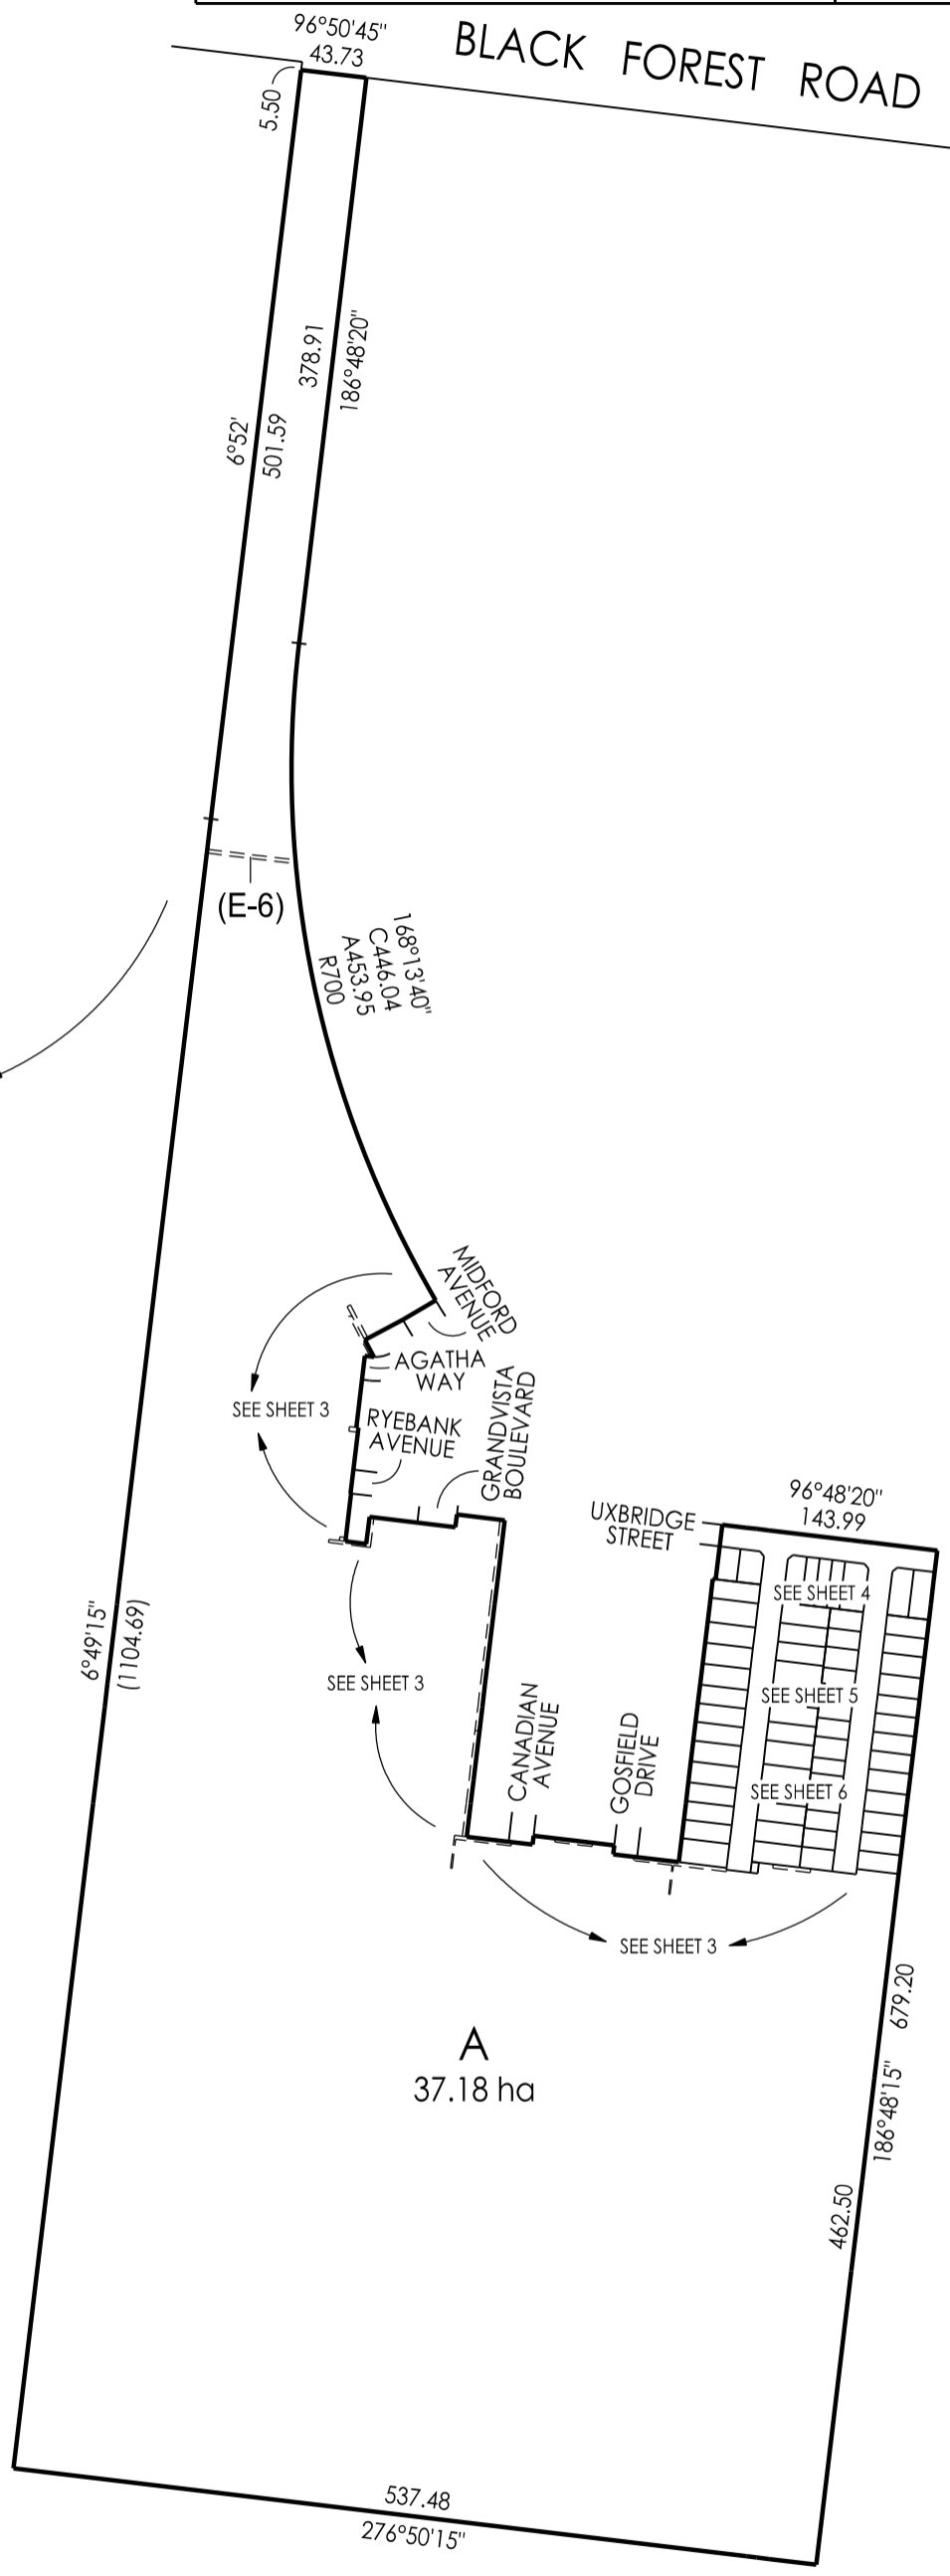 96°50'45"
43.73
BLACK FOREST ROAD
5.50
378.91
186°48'20"
6°52'
501.59
(E-6)
168°13'40"
C446.04
A453.95
R700
MIDFORD
AVENUE
AGATHA
WAY
SEE SHEET 3
RYEBANK
AVENUE
GRANDVISTA
BOULEVARD
96°48'20"
143.99
UXBRIDGE
STREET
SEE SHEET 4
6°49'15"
(1104.69)
SEE SHEET 3
SEE SHEET 5
CANADIAN
AVENUE
GOSFIELD
DRIVE
SEE SHEET 6
SEE SHEET 3
679.20
A
37.18 ha
186°48'15"
462.50
537.48
276°50'15"